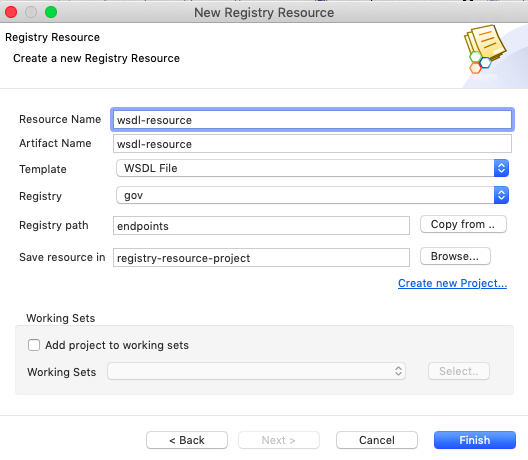 New Registry Resource
Registry Resource
Create a new Registry Resource
Resource Name wsdl-resource
Artifact Name wsdl-resource
Template WSDL File
Registry gov
Registry path endpoints Copy from ..
Save resource in registry-resource-project Browse...
Create new Project...
Working Sets
Add project to working sets
Working Sets Select..
< Back Next > Cancel Finish